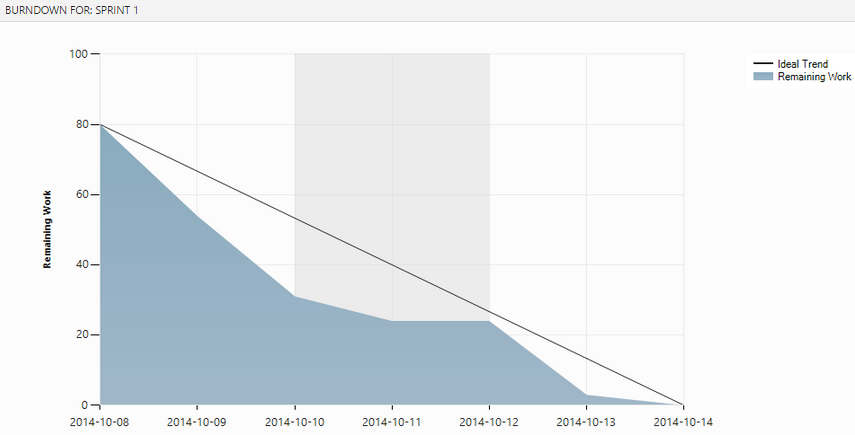 BURNDOWN FOR: SPRINT 1
Ideal Trend
Remaining Work
Remaining Work
100
80
60
40
20
0
2014-10-08 2014-10-09 2014-10-10 2014-10-11 2014-10-12 2014-10-13 2014-10-14